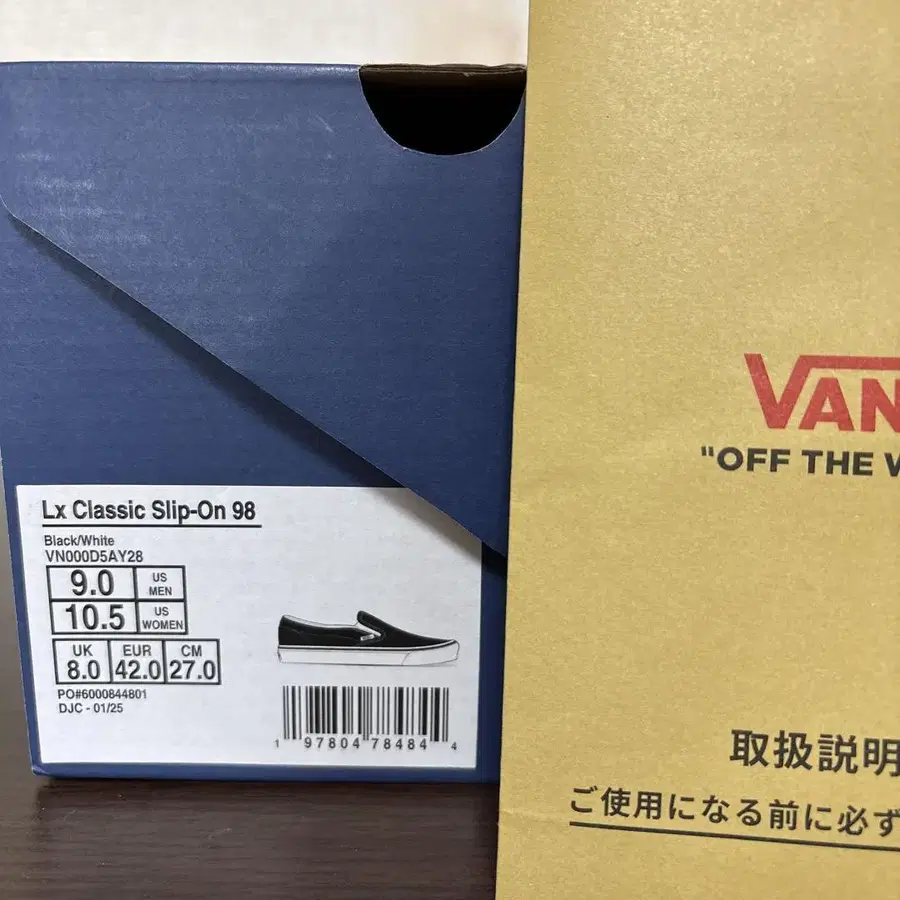 Lx Classic Slip-On 98
Black/White
VN000D5AY28
9.0 US MEN
10.5 US WOMEN
UK EUR CM
8.0 42.0 27.0
PO#6000844801
DJC - 01/25
1 97804 78484 4
VAN
"OFF THE W
取扱説明
ご使用になる前に必ず